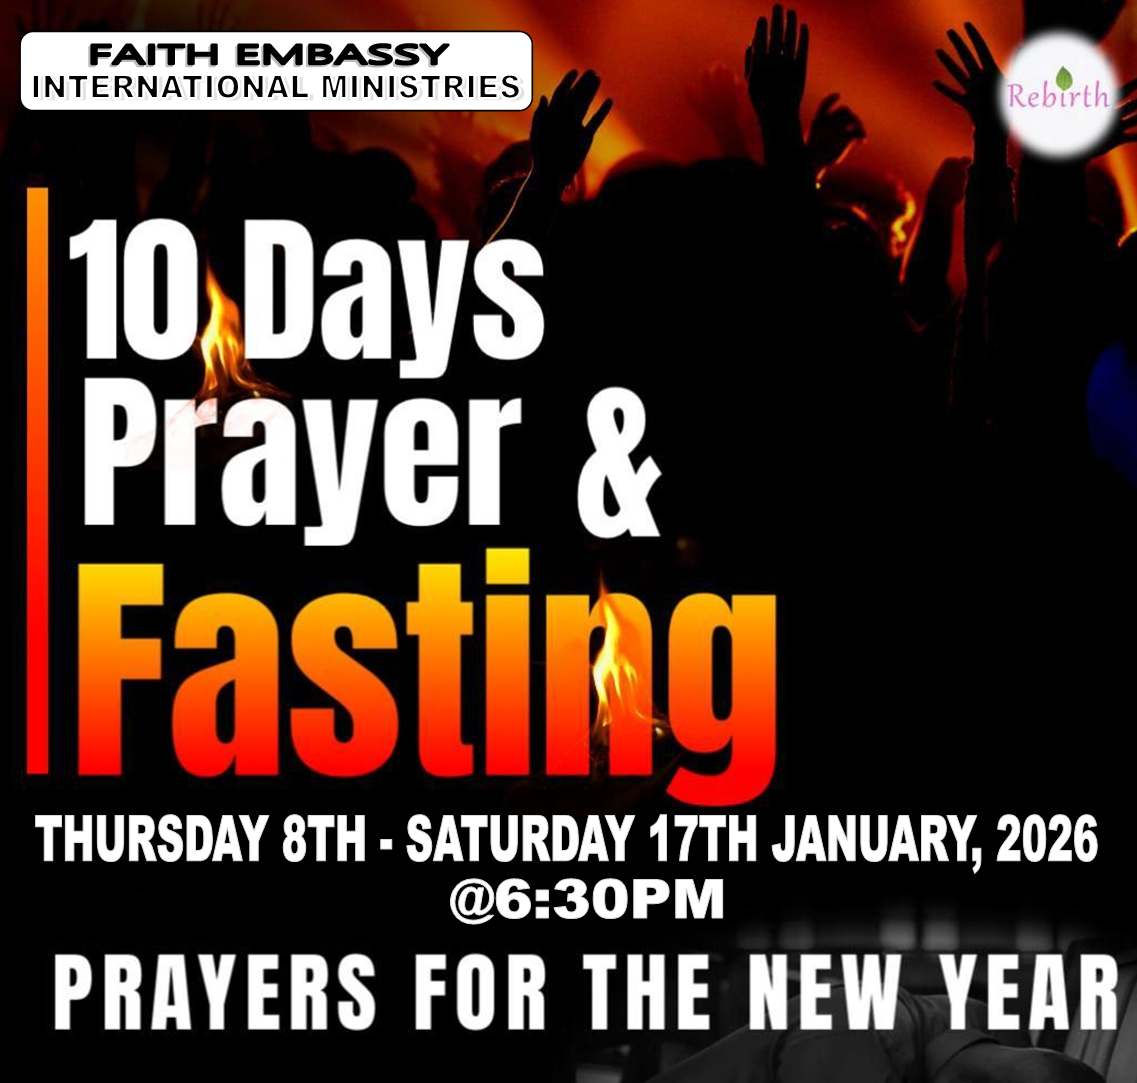 FAITH EMBASSY
INTERNATIONAL MINISTRIES
Rebirth
10 Days
Prayer &
Fasting
THURSDAY 8TH - SATURDAY 17TH JANUARY, 2026
@6:30PM
PRAYERS FOR THE NEW YEAR